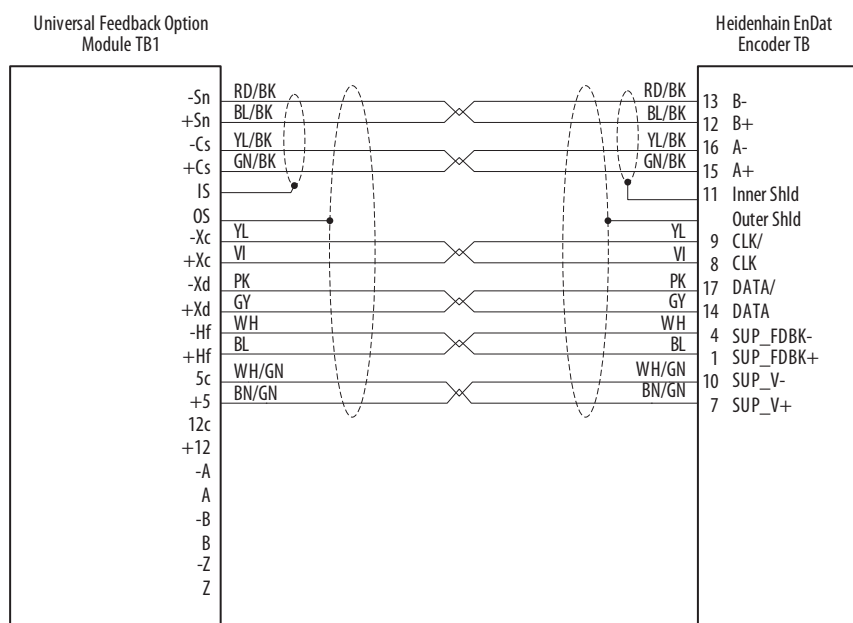 Universal Feedback Option
Module TB1
Heidenhain EnDat
Encoder TB
-Sn RD/BK RD/BK 13 B-
+Sn BL/BK BL/BK 12 B+
-Cs YL/BK YL/BK 16 A-
+Cs GN/BK GN/BK 15 A+
IS 11 Inner Shld
OS Outer Shld
-Xc YL YL 9 CLK/
+Xc VI VI 8 CLK
-Xd PK PK 17 DATA/
+Xd GY GY 14 DATA
-Hf WH WH 4 SUP_FDBK-
+Hf BL BL 1 SUP_FDBK+
5c WH/GN WH/GN 10 SUP_V-
+5 BN/GN BN/GN 7 SUP_V+
12c
+12
-A
A
-B
B
-Z
Z